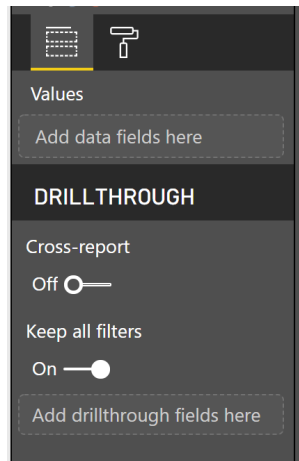 Values
Add data fields here
DRILLTHROUGH
Cross-report
Off
Keep all filters
On
Add drillthrough fields here